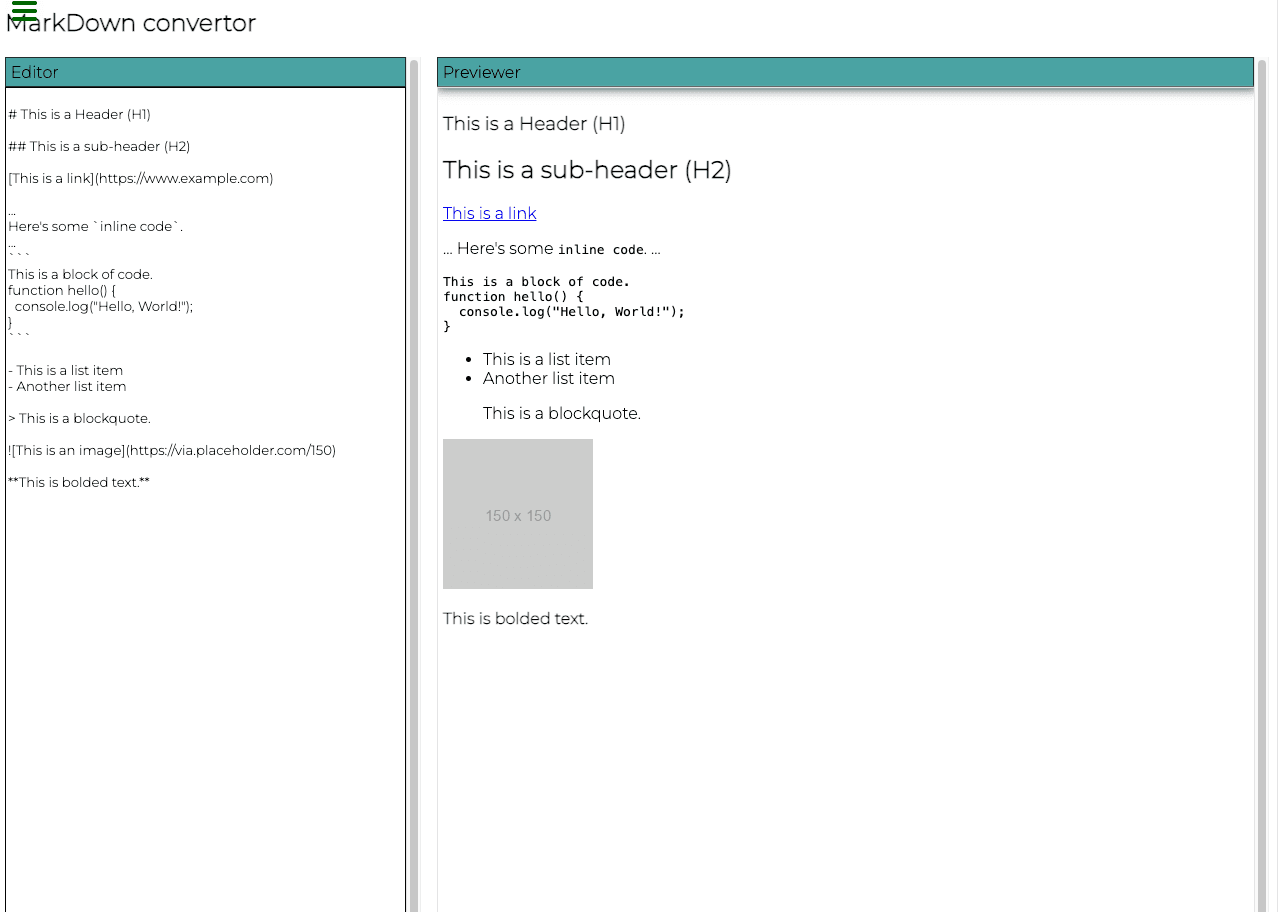 MarkDown convertor
Editor
# This is a Header (H1)
## This is a sub-header (H2)
[This is a link](https://www.example.com)
...
Here's some `inline code`.
...
```
This is a block of code.
function hello() {
  console.log("Hello, World!");
}
```
- This is a list item
- Another list item
> This is a blockquote.
![This is an image](https://via.placeholder.com/150)
**This is bolded text.**
Previewer
This is a Header (H1)
This is a sub-header (H2)
This is a link
... Here's some inline code. ...
This is a block of code.
function hello() {
  console.log("Hello, World!");
}
• This is a list item
• Another list item
This is a blockquote.
150 x 150
This is bolded text.